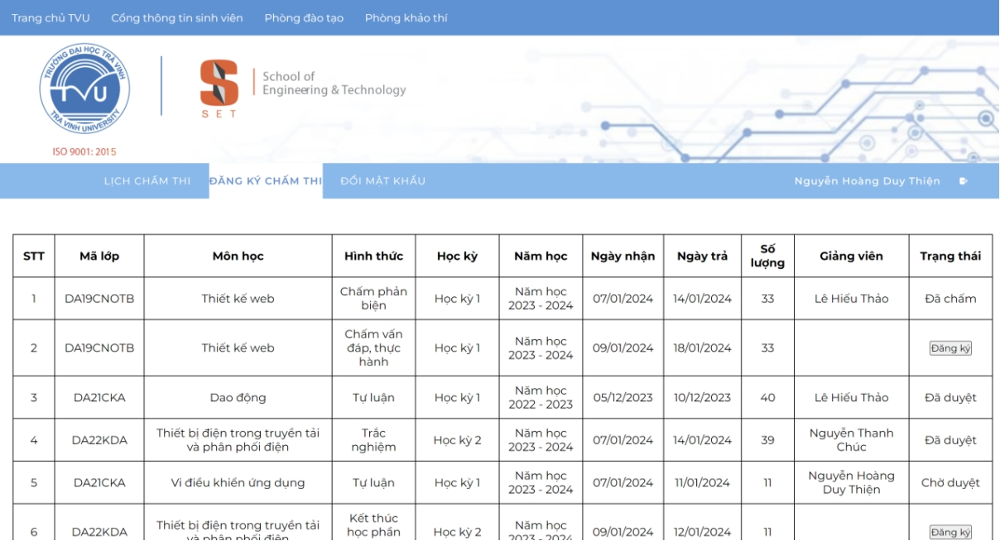 Trang chủ TVU Cổng thông tin sinh viên Phòng đào tạo Phòng khảo thí
TRƯỜNG ĐẠI HỌC TRÀ VINH
TVU
TRA VINH UNIVERSITY
ISO 9001: 2015
SET
School of
Engineering & Technology
LỊCH CHẤM THI ĐĂNG KÝ CHẤM THI ĐỔI MẬT KHẨU Nguyễn Hoàng Duy Thiện
STT Mã lớp Môn học Hình thức Học kỳ Năm học Ngày nhận Ngày trả Số lượng Giảng viên Trạng thái
1 DA19CNOTB Thiết kế web Chấm phản biện Học kỳ 1 Năm học 2023 - 2024 07/01/2024 14/01/2024 33 Lê Hiếu Thảo Đã chấm
2 DA19CNOTB Thiết kế web Chấm vấn đáp, thực hành Học kỳ 1 Năm học 2023 - 2024 09/01/2024 18/01/2024 33 Đăng ký
3 DA21CKA Dao động Tự luận Học kỳ 1 Năm học 2022 - 2023 05/12/2023 10/12/2023 40 Lê Hiếu Thảo Đã duyệt
4 DA22KDA Thiết bị điện trong truyền tải và phân phối điện Trắc nghiệm Học kỳ 2 Năm học 2023 - 2024 07/01/2024 14/01/2024 39 Nguyễn Thanh Chúc Đã duyệt
5 DA21CKA Vi điều khiển ứng dụng Tự luận Học kỳ 1 Năm học 2023 - 2024 07/01/2024 11/01/2024 11 Nguyễn Hoàng Duy Thiện Chờ duyệt
6 DA22KDA Thiết bị điện trong truyền tải và phân phối điện Kết thúc học phần Học kỳ 2 Năm học 2023 - 2024 09/01/2024 12/01/2024 11 Đăng ký